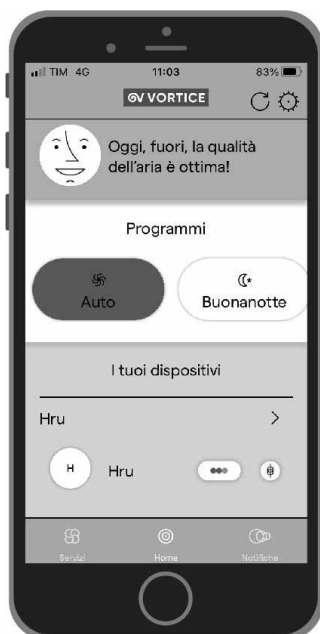 TIM 4G 11:03 83%
VORTICE
Oggi, fuori, la qualità
dell'aria è ottima!
Programmi
Auto Buonanotte
I tuoi dispositivi
Hru
H Hru
Servizi Home Notifiche